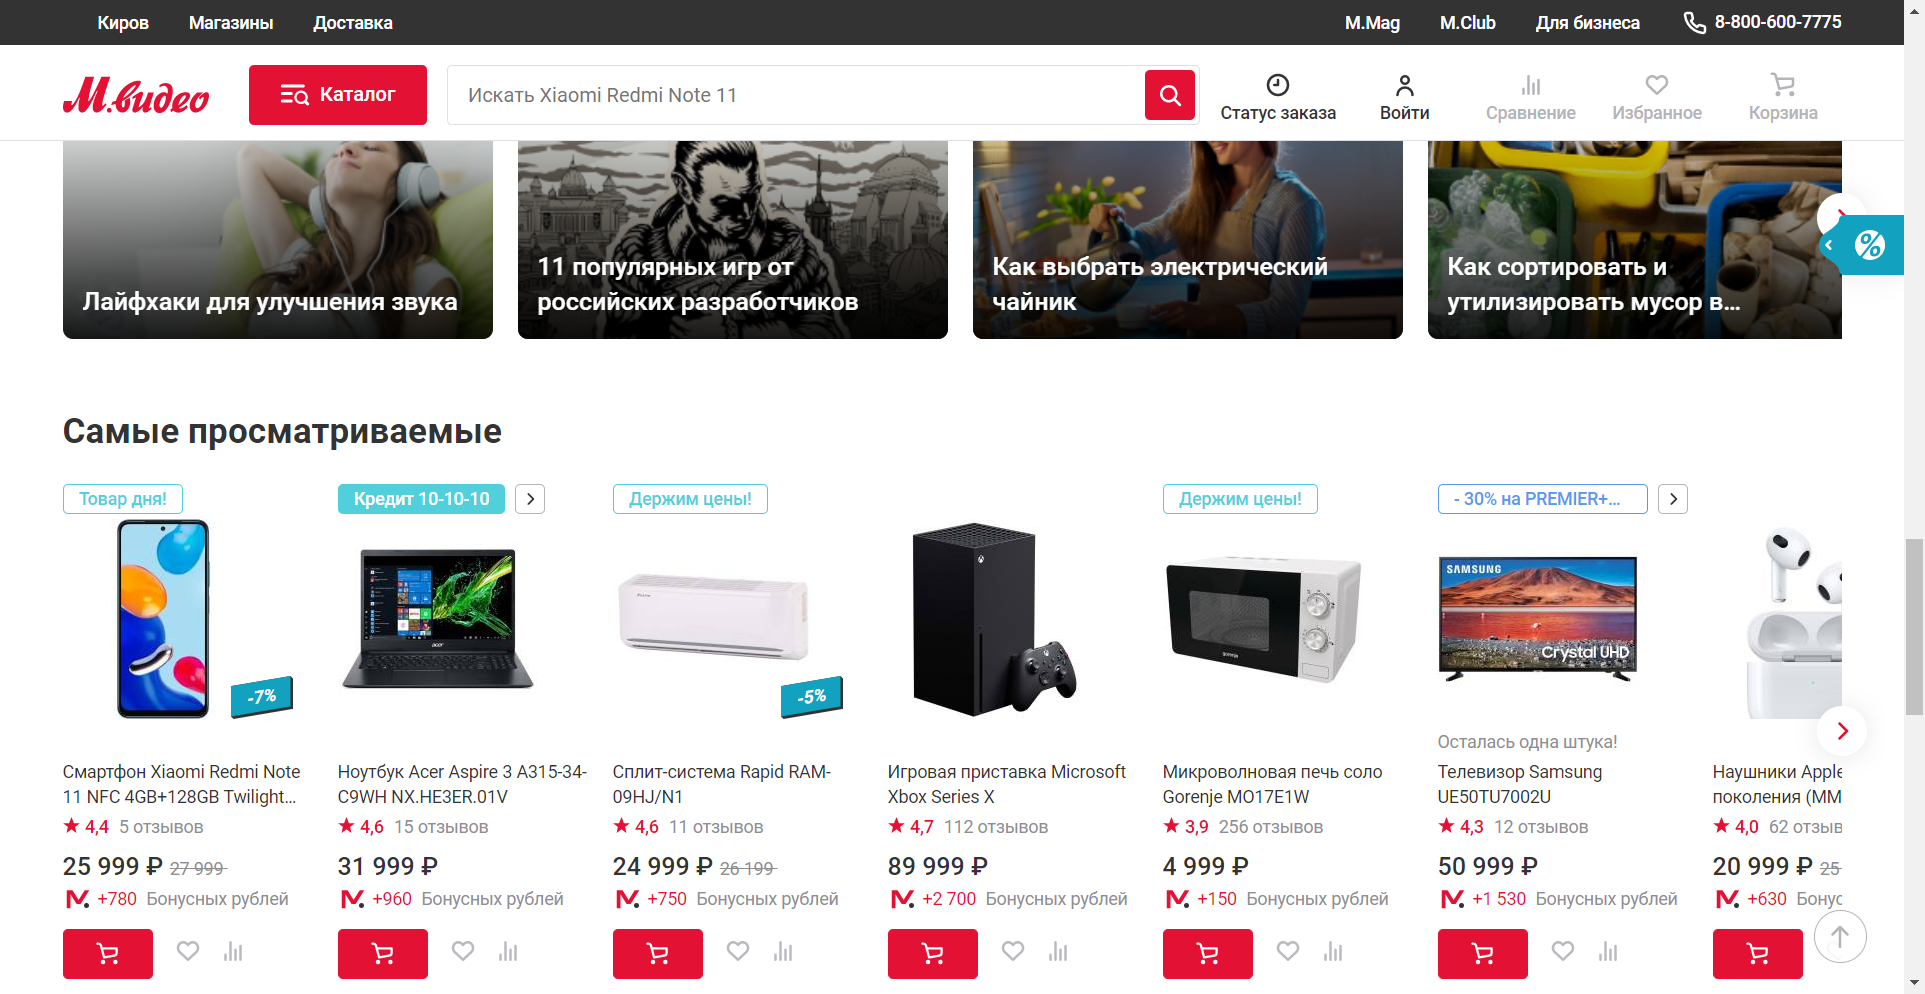 Киров Магазины Доставка M.Mag M.Club Для бизнеса 8-800-600-7775
М.видео Каталог Искать Xiaomi Redmi Note 11 Статус заказа Войти Сравнение Избранное Корзина
Лайфхаки для улучшения звука
11 популярных игр от
российских разработчиков
Как выбрать электрический
чайник
Как сортировать и
утилизировать мусор в...
%
Самые просматриваемые
Товар дня! Кредит 10-10-10 Держим цены! Держим цены! - 30% на PREMIER+...
SAMSUNG
Crystal UHD
acer
gorenje
-7% -5%
Осталась одна штука!
Смартфон Xiaomi Redmi Note
11 NFC 4GB+128GB Twilight...
4,4 5 отзывов
25 999 ₽ 27 999
+780 Бонусных рублей
Ноутбук Acer Aspire 3 A315-34-
C9WH NX.HE3ER.01V
4,6 15 отзывов
31 999 ₽
+960 Бонусных рублей
Сплит-система Rapid RAM-
09HJ/N1
4,6 11 отзывов
24 999 ₽ 26 199
+750 Бонусных рублей
Игровая приставка Microsoft
Xbox Series X
4,7 112 отзывов
89 999 ₽
+2 700 Бонусных рублей
Микроволновая печь соло
Gorenje MO17E1W
3,9 256 отзывов
4 999 ₽
+150 Бонусных рублей
Телевизор Samsung
UE50TU7002U
4,3 12 отзывов
50 999 ₽
+1 530 Бонусных рублей
Наушники Apple
поколения (MM
4,0 62 отзыв
20 999 ₽ 25
+630 Бонус